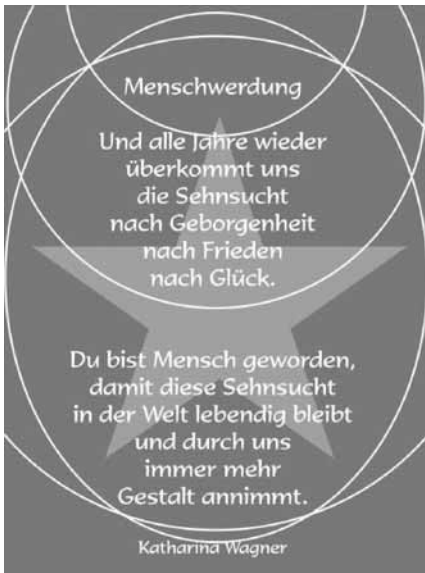 Menschwerdung
Und alle Jahre wieder
überkommt uns
die Sehnsucht
nach Geborgenheit
nach Frieden
nach Glück.
Du bist Mensch geworden,
damit diese Sehnsucht
in der Welt lebendig bleibt
und durch uns
immer mehr
Gestalt annimmt.
Katharina Wagner